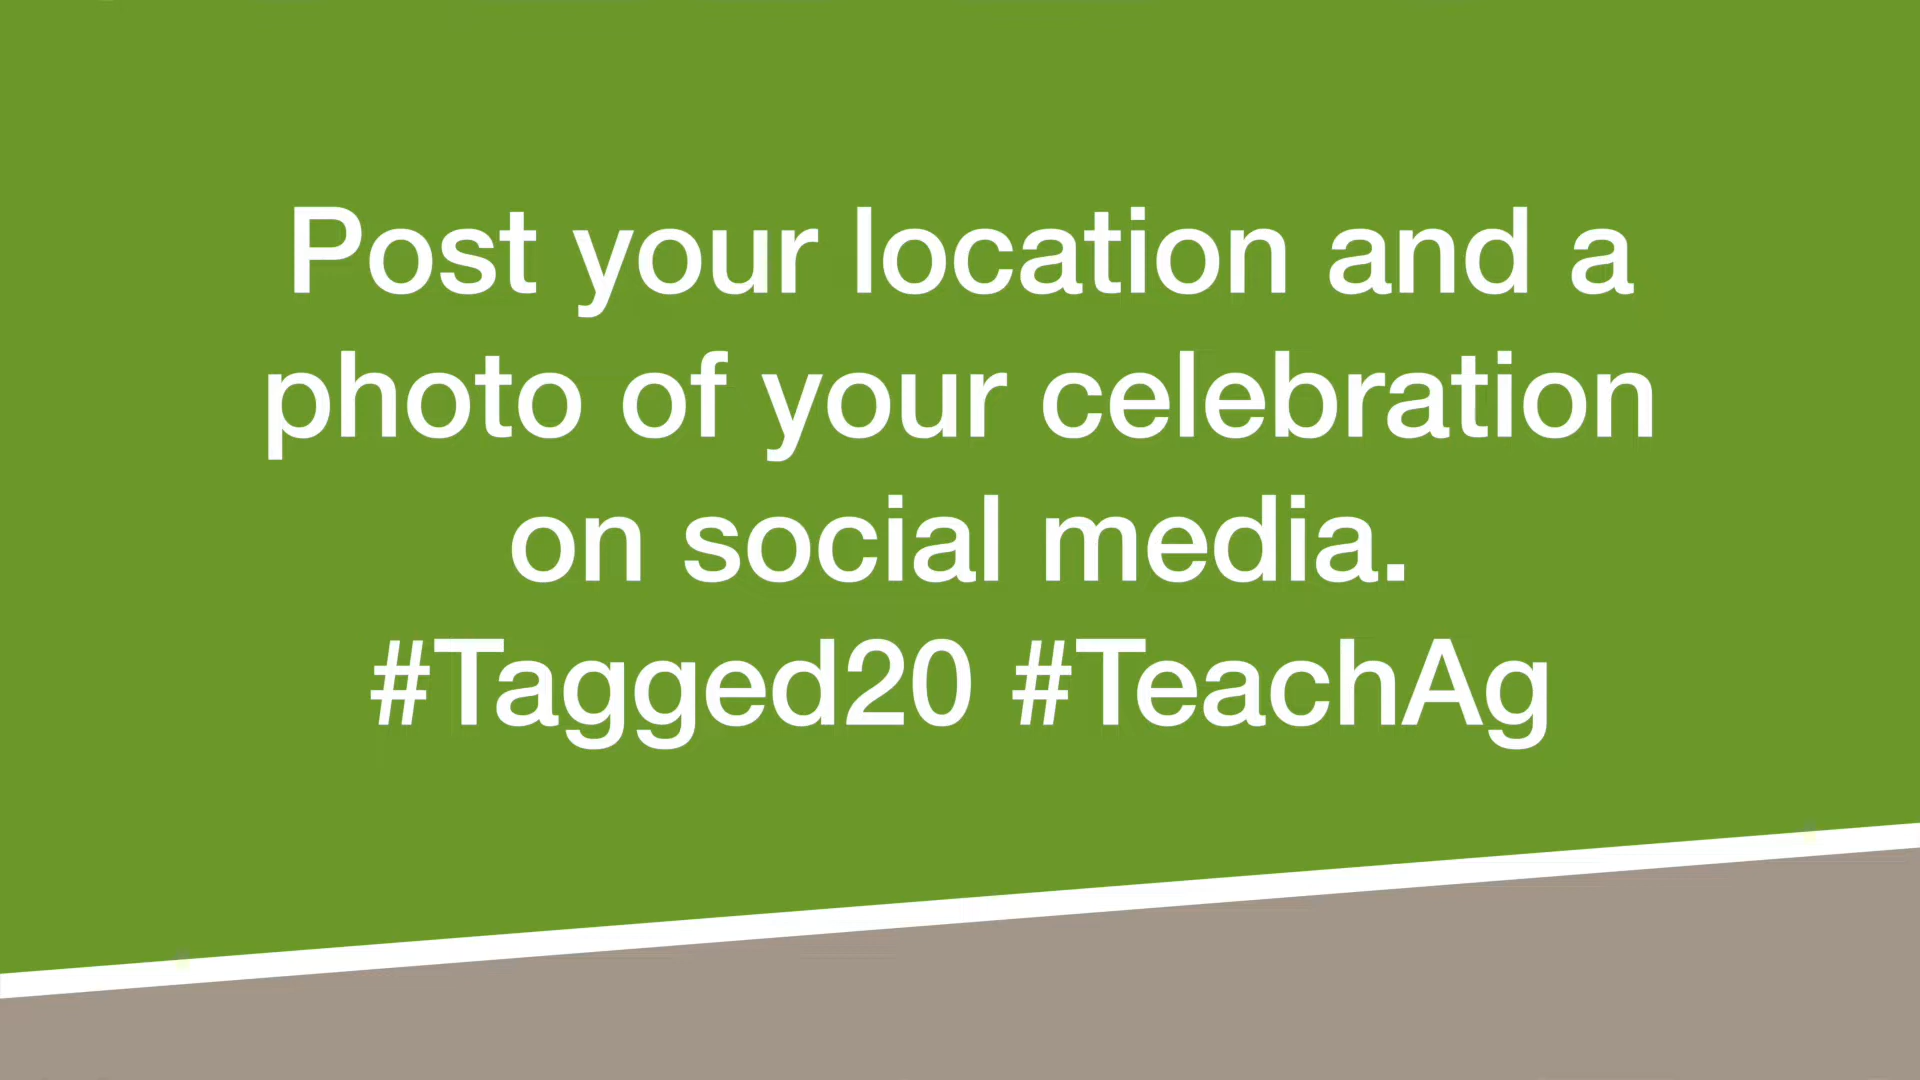 Post your location and a
photo of your celebration
on social media.
#Tagged20 #TeachAg